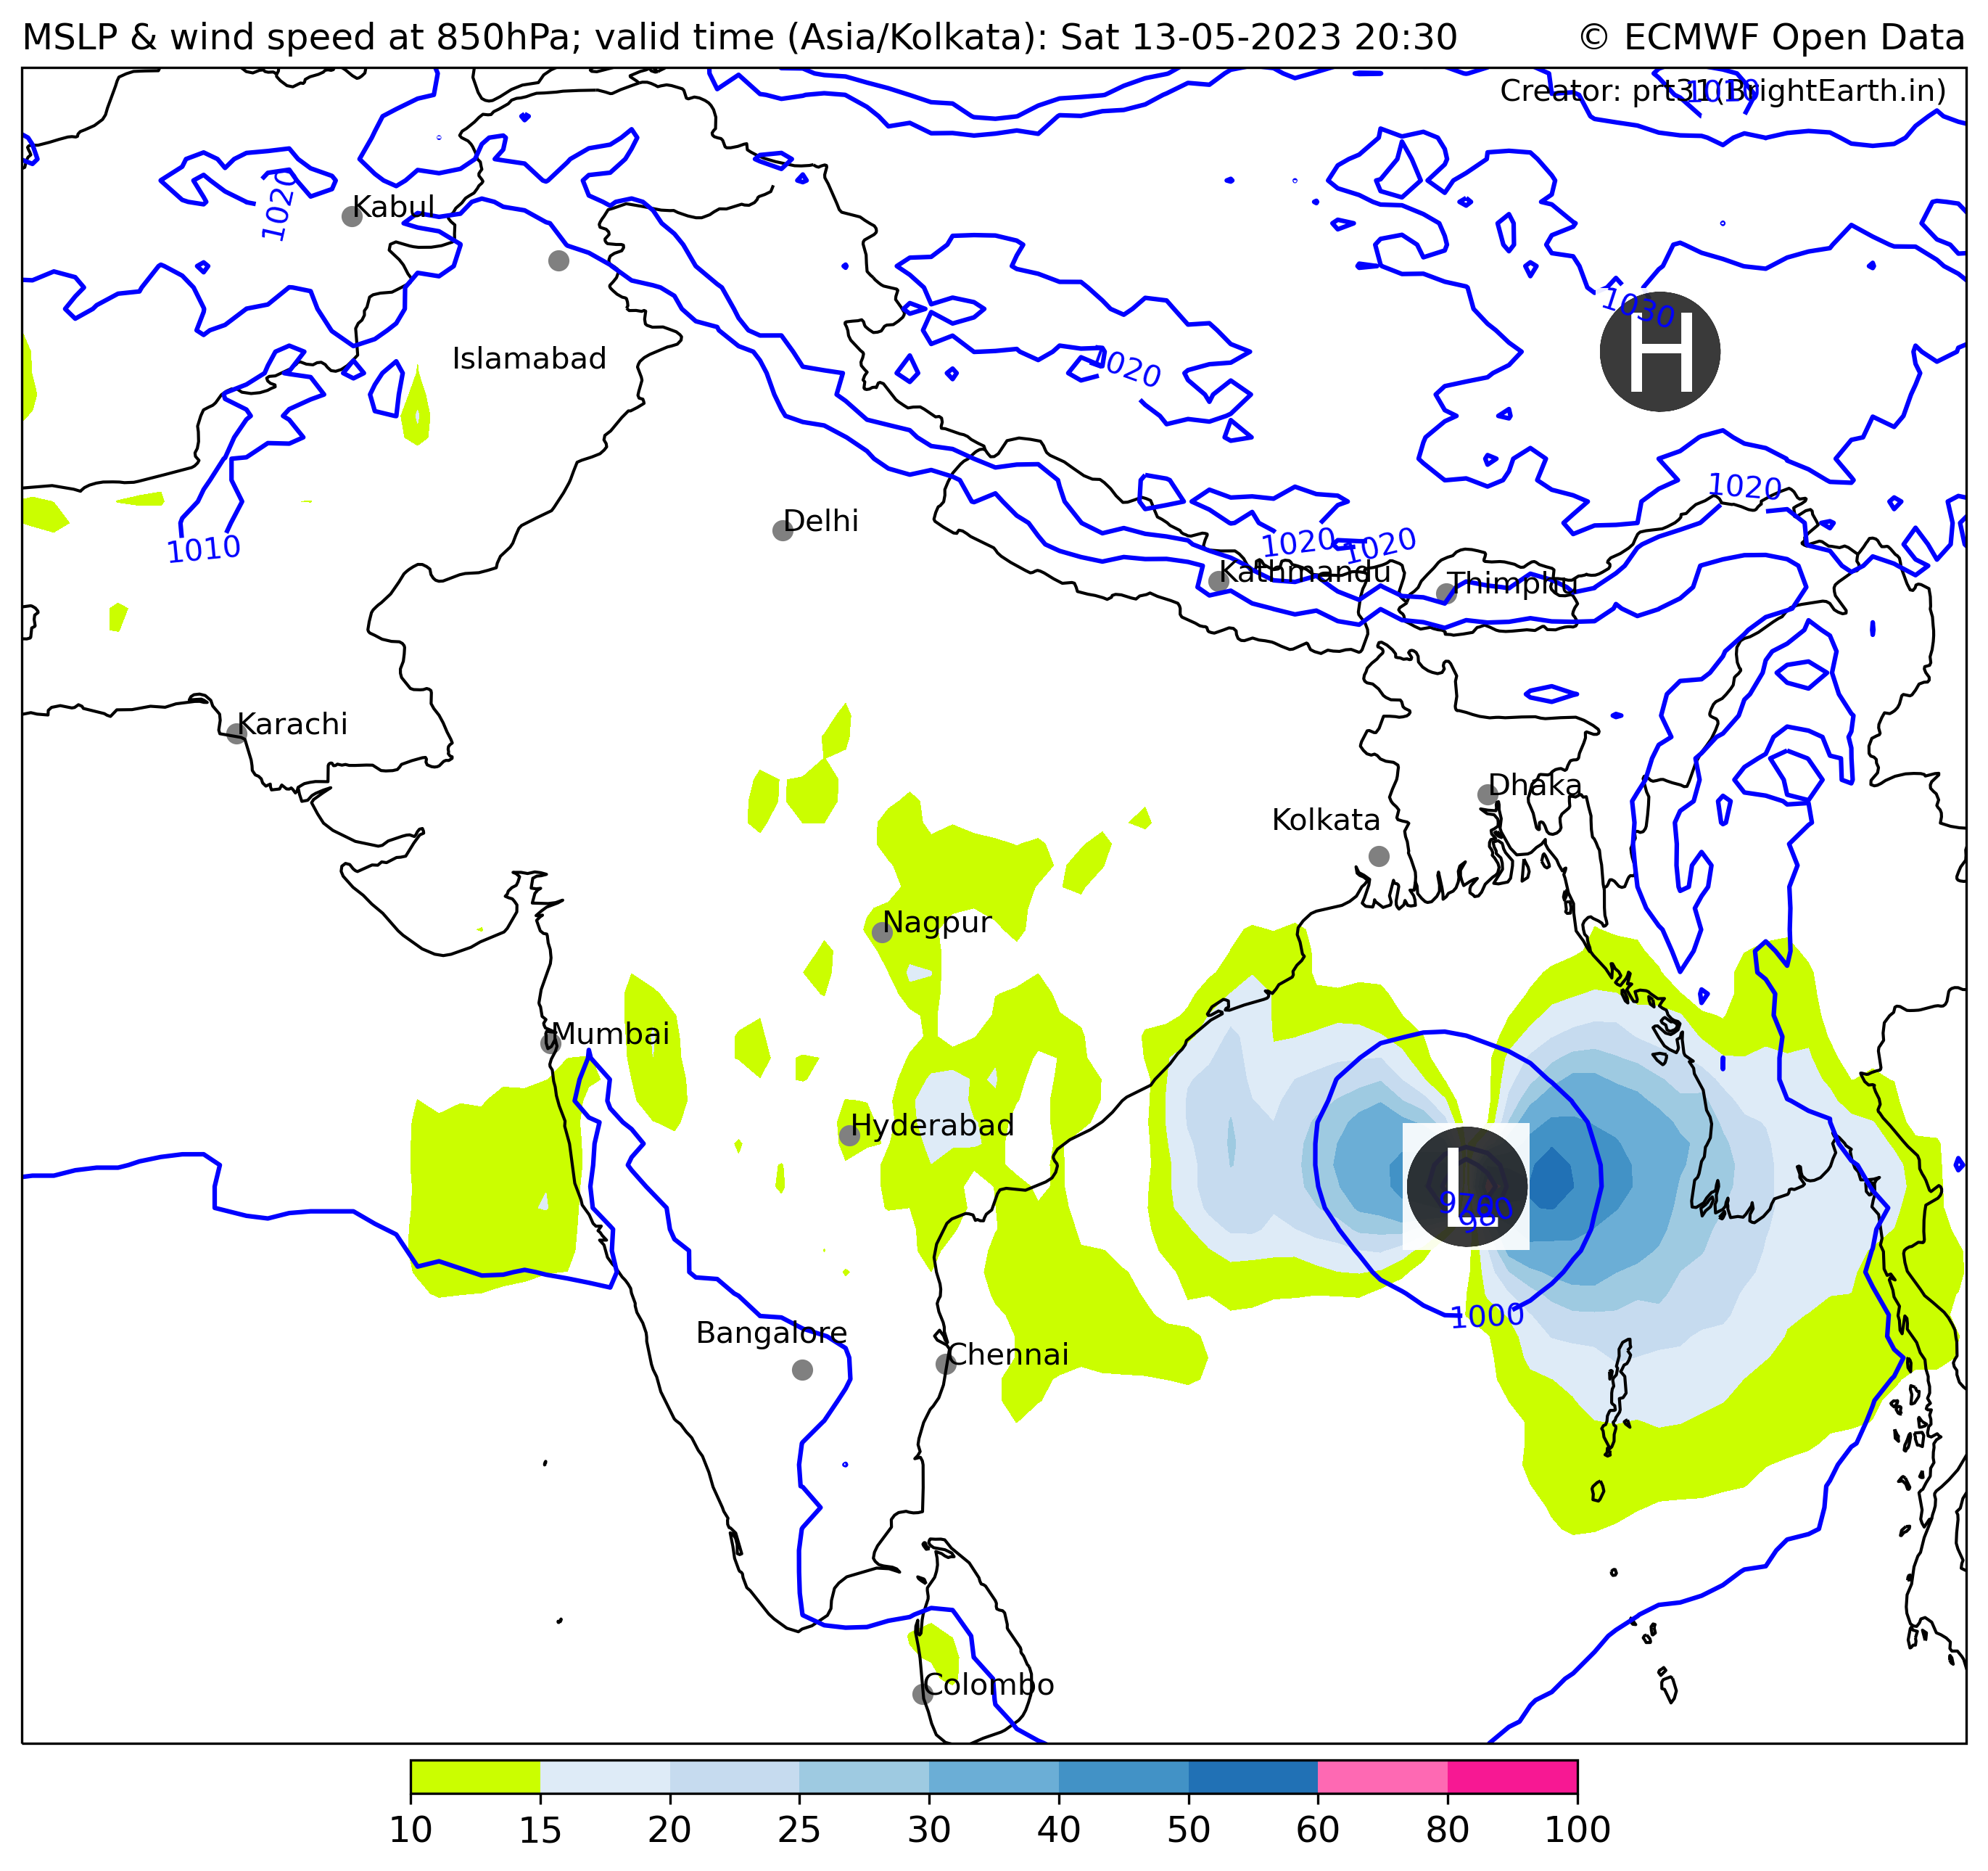 MSLP & wind speed at 850hPa; valid time (Asia/Kolkata): Sat 13-05-2023 20:30
© ECMWF Open Data
Creator: prt31(BrightEarth.in)
1010
1020
Kabul
1030
H
Islamabad
1020
1020
Delhi
1010
1020
1020
Kathmandu
Thimphu
Karachi
Dhaka
Kolkata
Nagpur
Mumbai
Hyderabad
L
970
980
1000
Bangalore
Chennai
Colombo
10 15 20 25 30 40 50 60 80 100